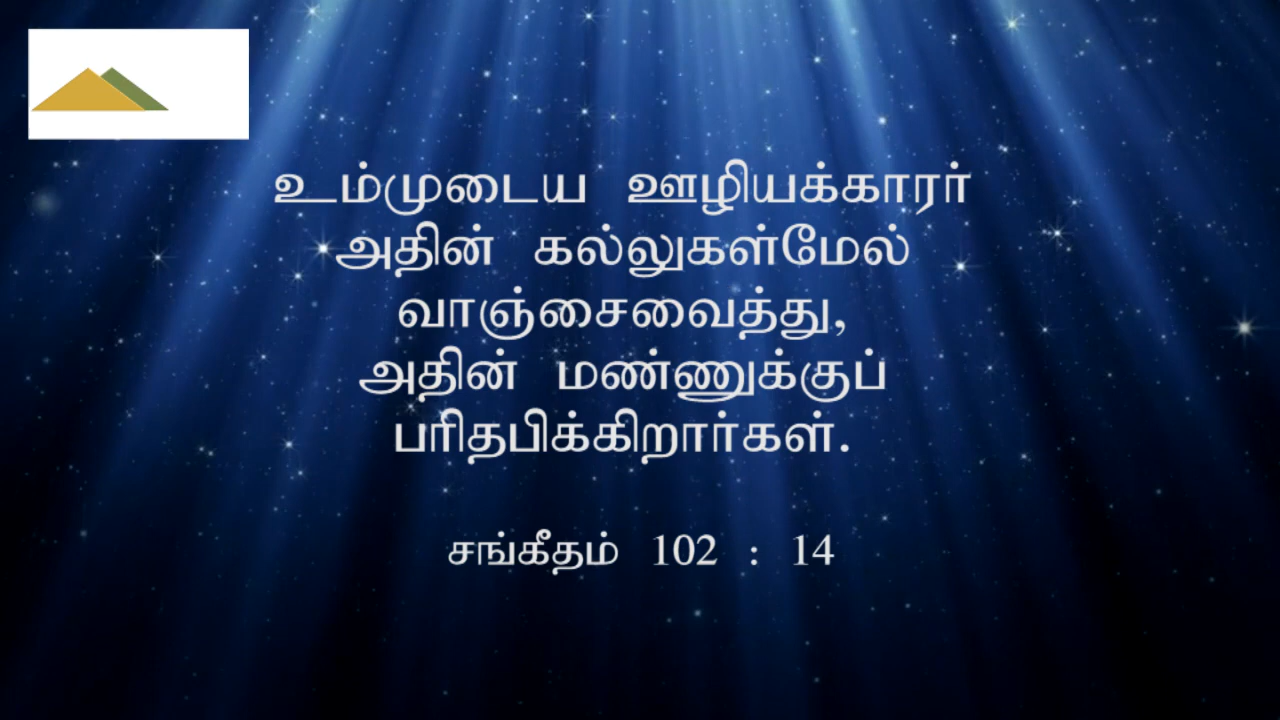 உம்முடைய ஊழியக்காரர்
அதின் கல்லுகள்மேல்
வாஞ்சைவைத்து,
அதின் மண்ணுக்குப்
பரிதபிக்கிறார்கள்.
சங்கீதம் 102 : 14